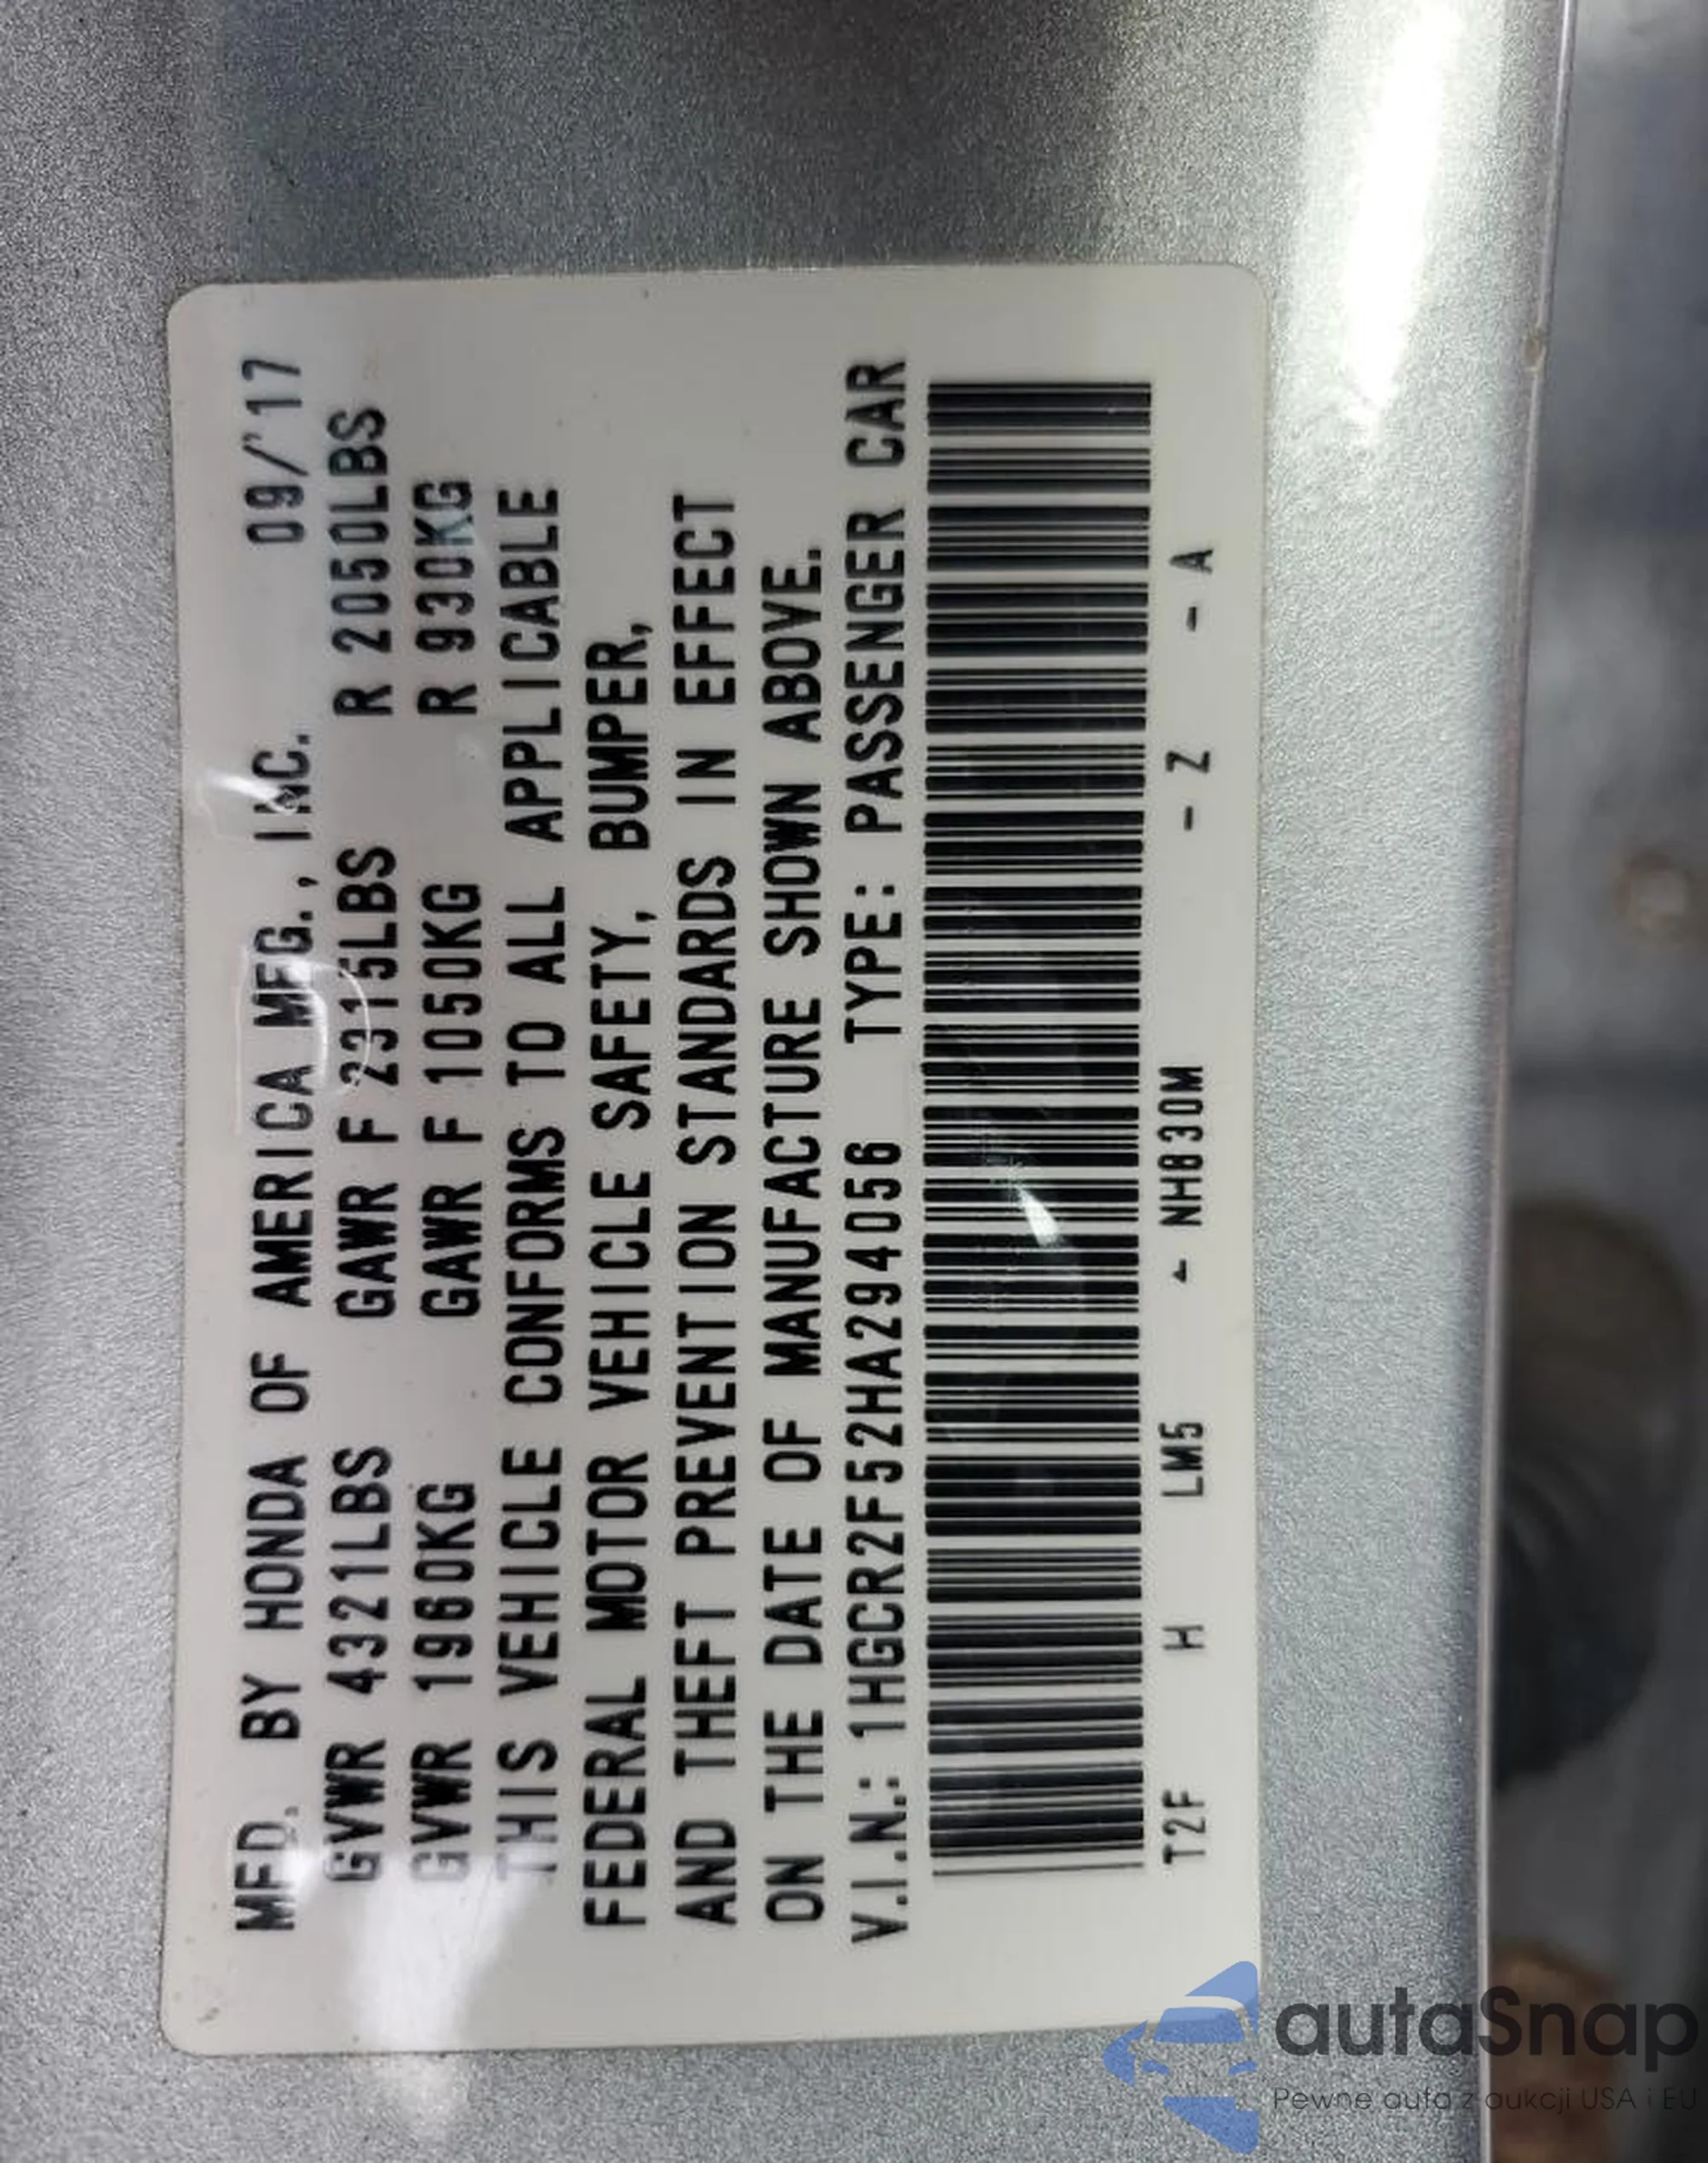 MFD. BY HONDA OF AMERICA MFG., INC. 09/'17
GVWR 4321LBS GAWR F 2315LBS R 2050LBS
GVWR 1960KG GAWR F 1050KG R 930KG
THIS VEHICLE CONFORMS TO ALL APPLICABLE
FEDERAL MOTOR VEHICLE SAFETY, BUMPER,
AND THEFT PREVENTION STANDARDS IN EFFECT
ON THE DATE OF MANUFACTURE SHOWN ABOVE.
V.I.N.: 1HGCR2F52HA294056 TYPE: PASSENGER CAR
T2F H LM5 - NH830M - Z - A
autaSnap
Pewne auta z aukcji USA i EU